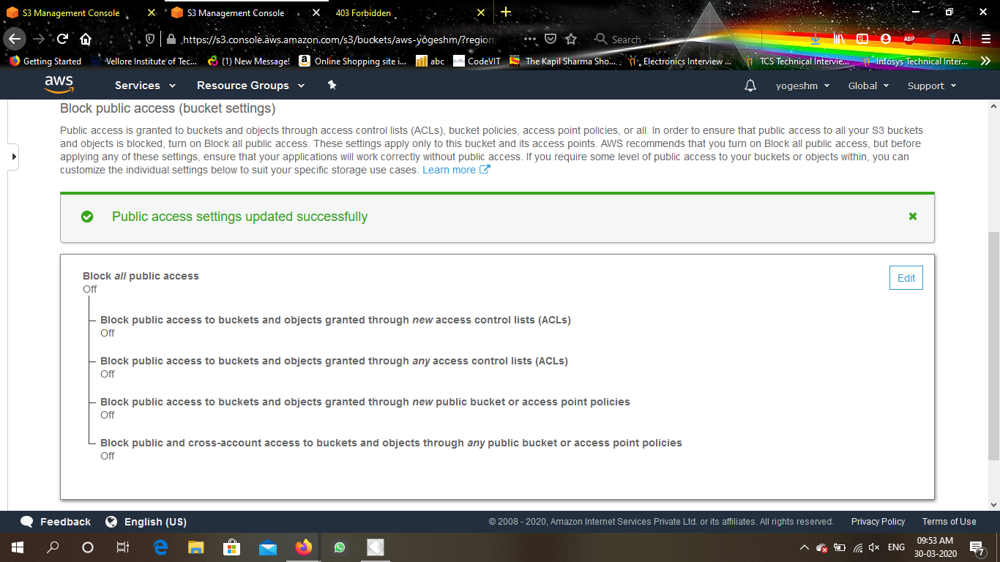 S3 Management Console
S3 Management Console
403 Forbidden
https://s3.console.aws.amazon.com/s3/buckets/aws-yogeshm/?region
Search
ABP
A
Getting Started
Vellore Institute of Tec...
(1) New Message!
Online Shopping site i...
abc
CodeVIT
The Kapil Sharma Sho...
Electronics Interview ...
TCS Technical Intervie...
Infosys Technical Inter...
aws
Services
Resource Groups
yogeshm
Global
Support
Block public access (bucket settings)
Public access is granted to buckets and objects through access control lists (ACLs), bucket policies, access point policies, or all. In order to ensure that public access to all your S3 buckets
and objects is blocked, turn on Block all public access. These settings apply only to this bucket and its access points. AWS recommends that you turn on Block all public access, but before
applying any of these settings, ensure that your applications will work correctly without public access. If you require some level of public access to your buckets or objects within, you can
customize the individual settings below to suit your specific storage use cases. Learn more
Public access settings updated successfully
Block all public access
Edit
Off
Block public access to buckets and objects granted through new access control lists (ACLs)
Off
Block public access to buckets and objects granted through any access control lists (ACLs)
Off
Block public access to buckets and objects granted through new public bucket or access point policies
Off
Block public and cross-account access to buckets and objects through any public bucket or access point policies
Off
Feedback
English (US)
© 2008 - 2020, Amazon Internet Services Private Ltd. or its affiliates. All rights reserved.
Privacy Policy
Terms of Use
ENG
09:53 AM
30-03-2020
7